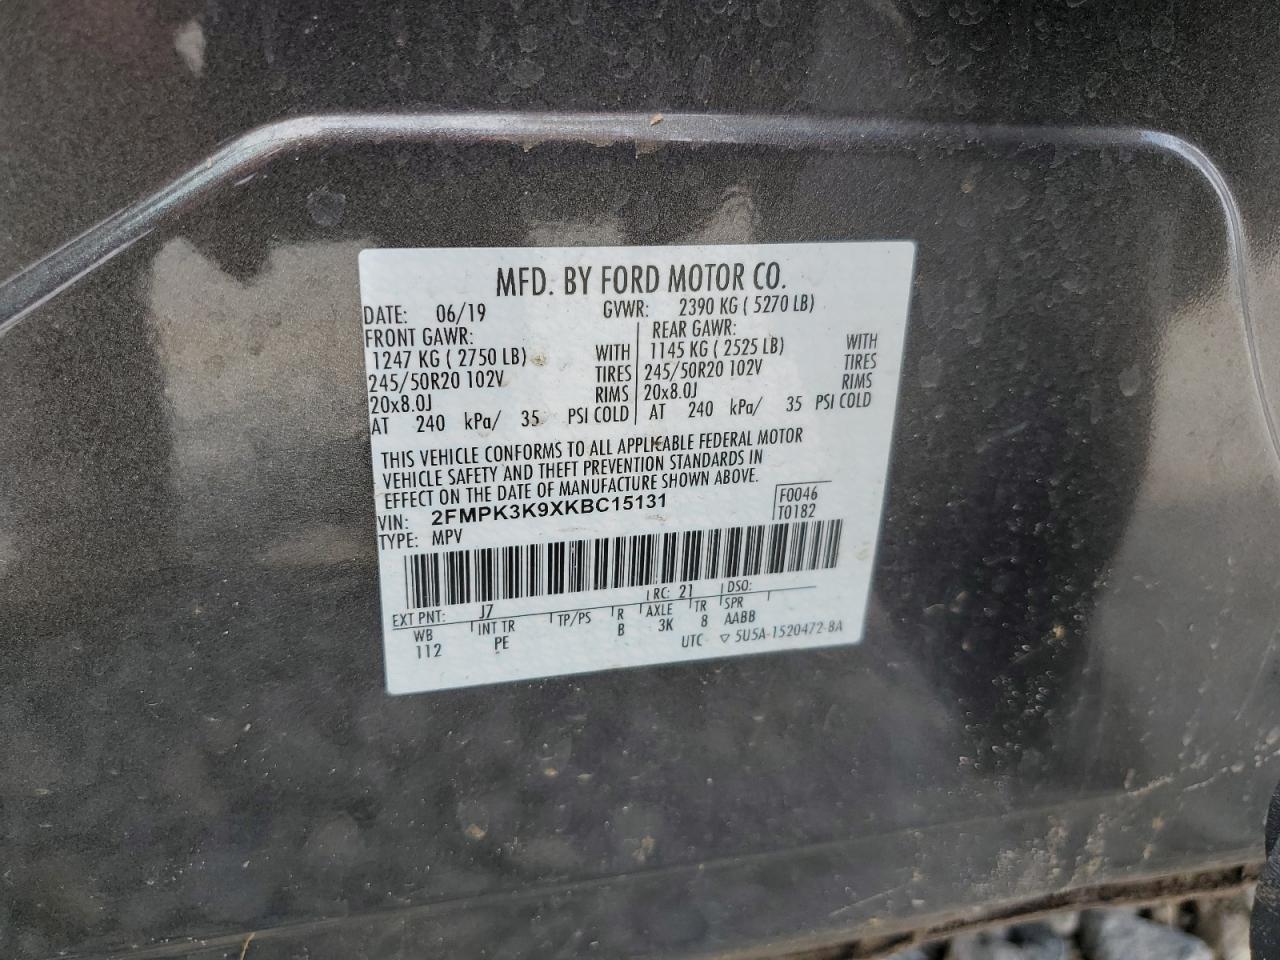 MFD. BY FORD MOTOR CO.
DATE: 06/19 GVWR: 2390 KG ( 5270 LB)
FRONT GAWR: REAR GAWR:
1247 KG ( 2750 LB) WITH 1145 KG ( 2525 LB) WITH
245/50R20 102V TIRES 245/50R20 102V TIRES
20x8.0J RIMS 20x8.0J RIMS
AT 240 kPa/ 35 PSI COLD AT 240 kPa/ 35 PSI COLD
THIS VEHICLE CONFORMS TO ALL APPLICABLE FEDERAL MOTOR
VEHICLE SAFETY AND THEFT PREVENTION STANDARDS IN
EFFECT ON THE DATE OF MANUFACTURE SHOWN ABOVE.
VIN: 2FMPK3K9XKBC15131 F0046
TYPE: MPV T0182
EXT PNT: J7 RC: 21 DSO:
WB INT TR TP/PS R AXLE TR SPR
112 PE B 3K 8 AABB
UTC ▽ 5U5A-1520472-BA